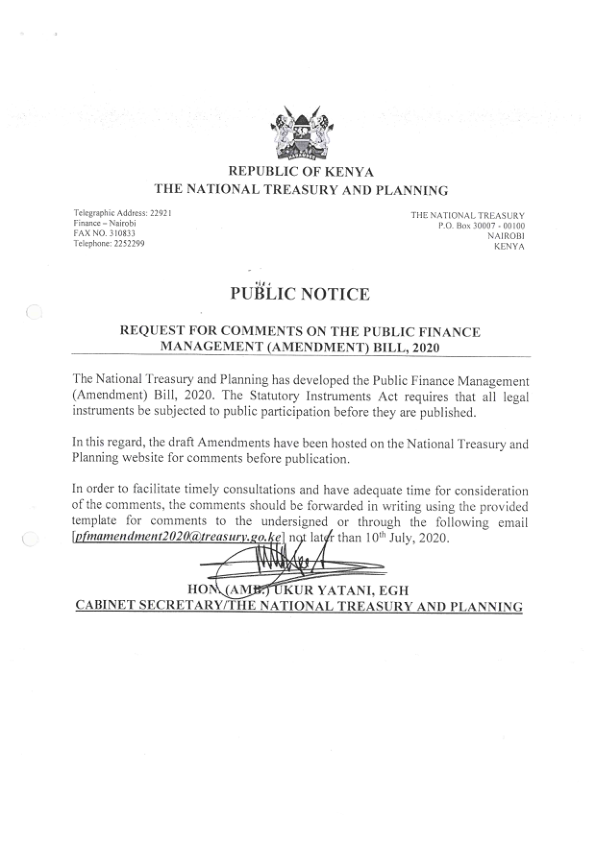 REPUBLIC OF KENYA
THE NATIONAL TREASURY AND PLANNING
Telegraphic Address: 22921
Finance – Nairobi
FAX NO. 310833
Telephone: 2252299
THE NATIONAL TREASURY
P.O. Box 30007 - 00100
NAIROBI
KENYA
PUBLIC NOTICE
REQUEST FOR COMMENTS ON THE PUBLIC FINANCE
MANAGEMENT (AMENDMENT) BILL, 2020
The National Treasury and Planning has developed the Public Finance Management
(Amendment) Bill, 2020. The Statutory Instruments Act requires that all legal
instruments be subjected to public participation before they are published.
In this regard, the draft Amendments have been hosted on the National Treasury and
Planning website for comments before publication.
In order to facilitate timely consultations and have adequate time for consideration
of the comments, the comments should be forwarded in writing using the provided
template for comments to the undersigned or through the following email
[pfmamendment2020@treasury.go.ke] not later than 10th July, 2020.
HON. (AMB.) UKUR YATANI, EGH
CABINET SECRETARY/THE NATIONAL TREASURY AND PLANNING